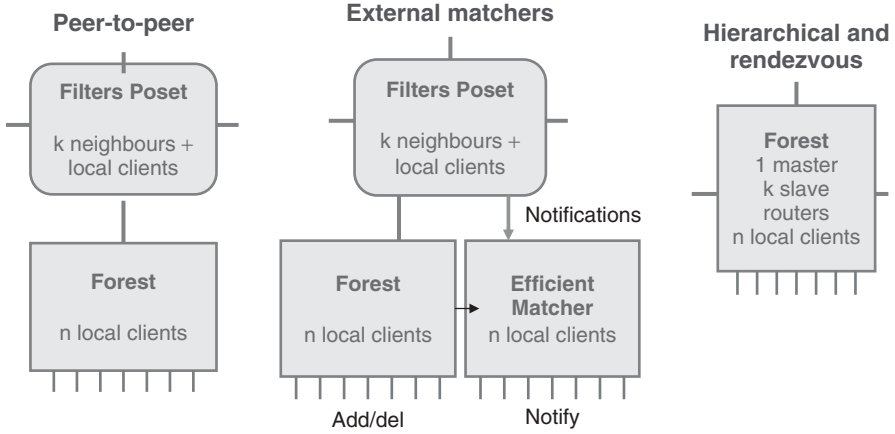 Peer-to-peer
Filters Poset
k neighbours +
local clients
Forest
n local clients
External matchers
Filters Poset
k neighbours +
local clients
Notifications
Forest
n local clients
Efficient
Matcher
n local clients
Add/del
Notify
Hierarchical and
rendezvous
Forest
1 master
k slave
routers
n local clients